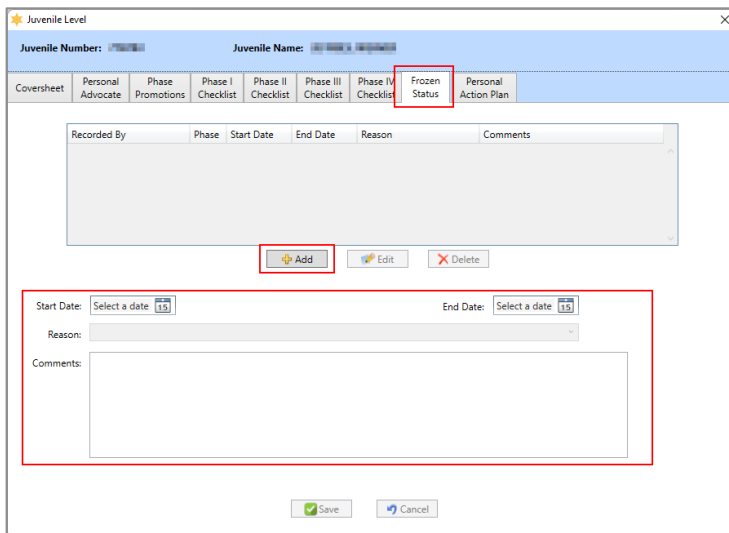 Juvenile Level
Juvenile Number: Juvenile Name:
Coversheet Personal Advocate Phase Promotions Phase I Checklist Phase II Checklist Phase III Checklist Phase IV Checklist Frozen Status Personal Action Plan
Recorded By Phase Start Date End Date Reason Comments
Add Edit Delete
Start Date: Select a date 15 End Date: Select a date 15
Reason:
Comments:
Save Cancel